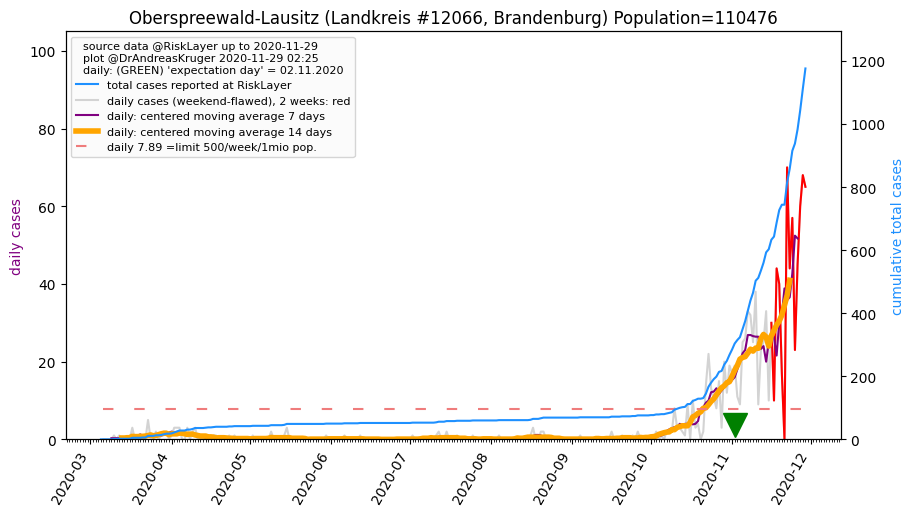 Oberspreewald-Lausitz (Landkreis #12066, Brandenburg) Population=110476
source data @RiskLayer up to 2020-11-29
plot @DrAndreasKruger 2020-11-29 02:25
daily: (GREEN) 'expectation day' = 02.11.2020
total cases reported at RiskLayer
daily cases (weekend-flawed), 2 weeks: red
daily: centered moving average 7 days
daily: centered moving average 14 days
daily 7.89 =limit 500/week/1mio pop.
daily cases
100
80
60
40
20
0
cumulative total cases
1200
1000
800
600
400
200
0
2020-03
2020-04
2020-05
2020-06
2020-07
2020-08
2020-09
2020-10
2020-11
2020-12